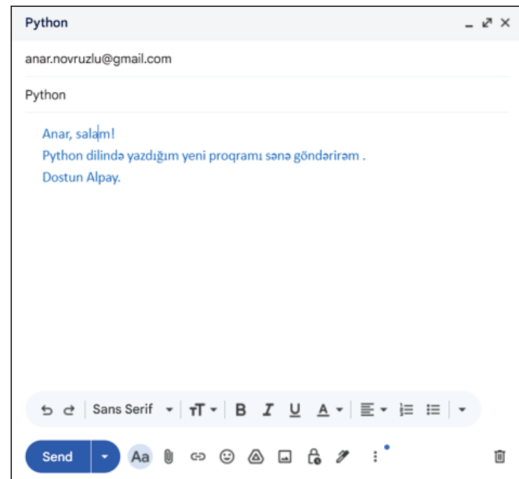 Python
anar.novruzlu@gmail.com
Python
Anar, salam!
Python dilində yazdığım yeni proqramı sənə göndərirəm .
Dostun Alpay.
Sans Serif
B I U A
Send Aa